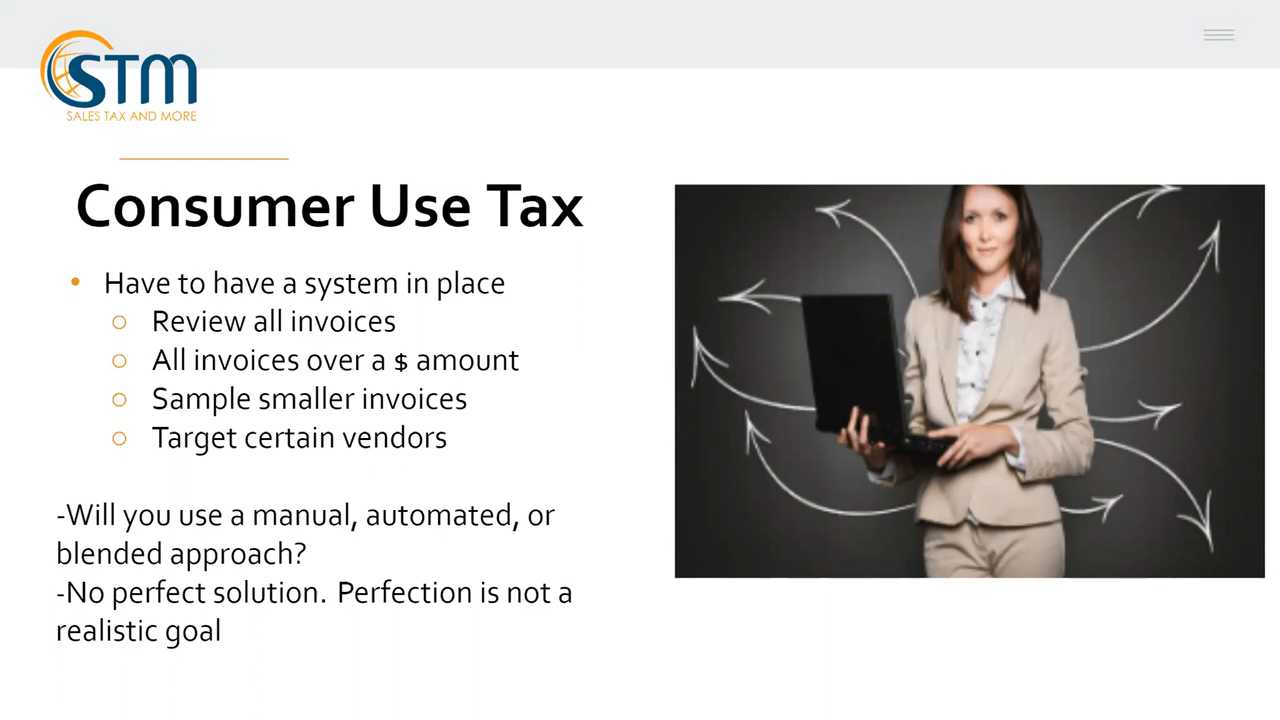 STM
SALES TAX AND MORE
Consumer Use Tax
• Have to have a system in place
○ Review all invoices
○ All invoices over a $ amount
○ Sample smaller invoices
○ Target certain vendors
-Will you use a manual, automated, or
blended approach?
-No perfect solution. Perfection is not a
realistic goal